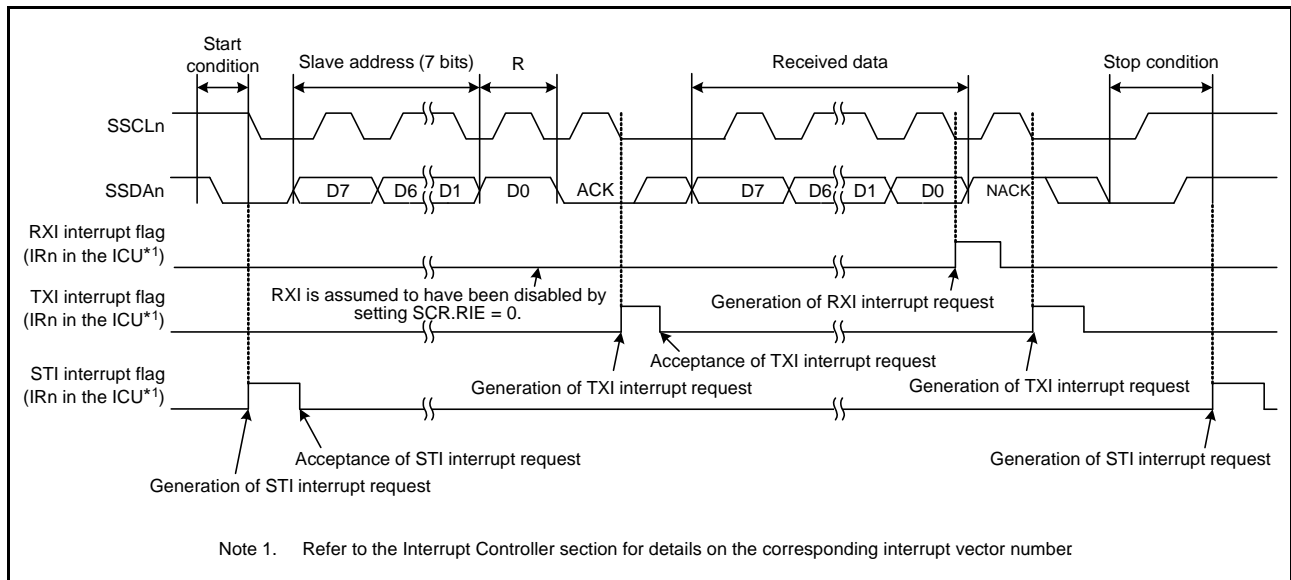 Start
condition
Slave address (7 bits)
R
Received data
Stop condition
SSCLn
SSDAn
D7
D6
D1
D0
ACK
D7
D6
D1
D0
NACK
RXI interrupt flag
(IRn in the ICU*1)
RXI is assumed to have been disabled by
setting SCR.RIE = 0.
Generation of RXI interrupt request
TXI interrupt flag
(IRn in the ICU*1)
Acceptance of TXI interrupt request
Generation of TXI interrupt request
Generation of TXI interrupt request
STI interrupt flag
(IRn in the ICU*1)
Acceptance of STI interrupt request
Generation of STI interrupt request
Generation of STI interrupt request
Note 1. Refer to the Interrupt Controller section for details on the corresponding interrupt vector number.